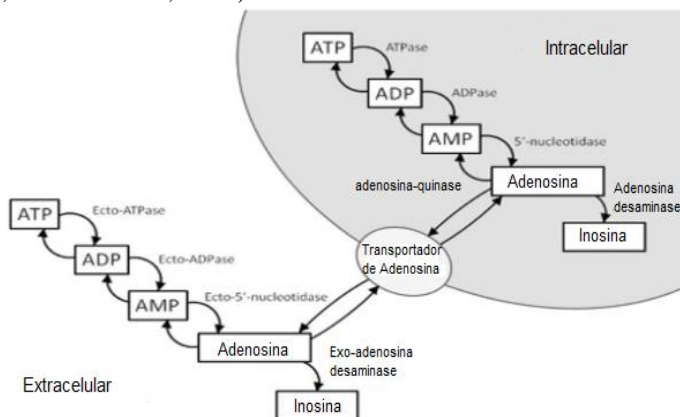 Intracelular
ATP
ATPase
ADP
ADPase
AMP
5'-nucleotidase
adenosina-quinase
Adenosina
Adenosina
desaminase
Inosina
Transportador
de Adenosina
ATP
Ecto-ATPase
ADP
Ecto-ADPase
AMP
Ecto-5'-nucleotidase
Adenosina
Exo-adenosina
desaminase
Inosina
Extracelular